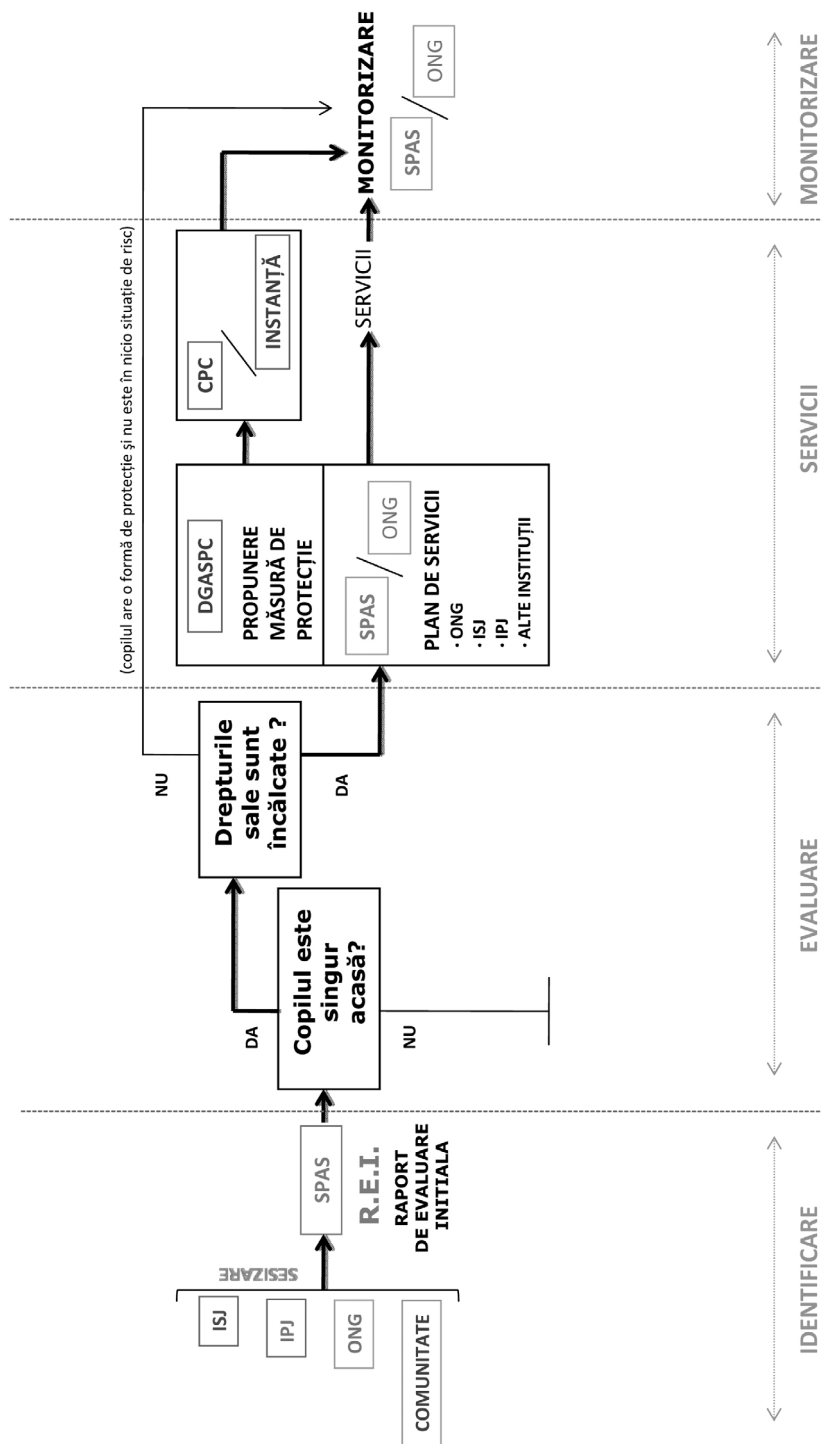 ISJ
IPJ
ONG
COMUNITATE
SESIZARE
SPAS
R.E.I.
RAPORT
DE EVALUARE
INITIALA
IDENTIFICARE
Copilul este
singur
acasă?
DA
NU
Drepturile
sale sunt
încălcate ?
NU
DA
EVALUARE
(copilul are o formă de protecție și nu este în nicio situație de risc)
DGASPC
PROPUNERE
MĂSURĂ DE
PROTECȚIE
SPAS
/
ONG
PLAN DE SERVICII
· ONG
· ISJ
· IPJ
· ALTE INSTITUȚII
CPC
/
INSTANȚĂ
SERVICII
SERVICII
MONITORIZARE
SPAS
/
ONG
MONITORIZARE